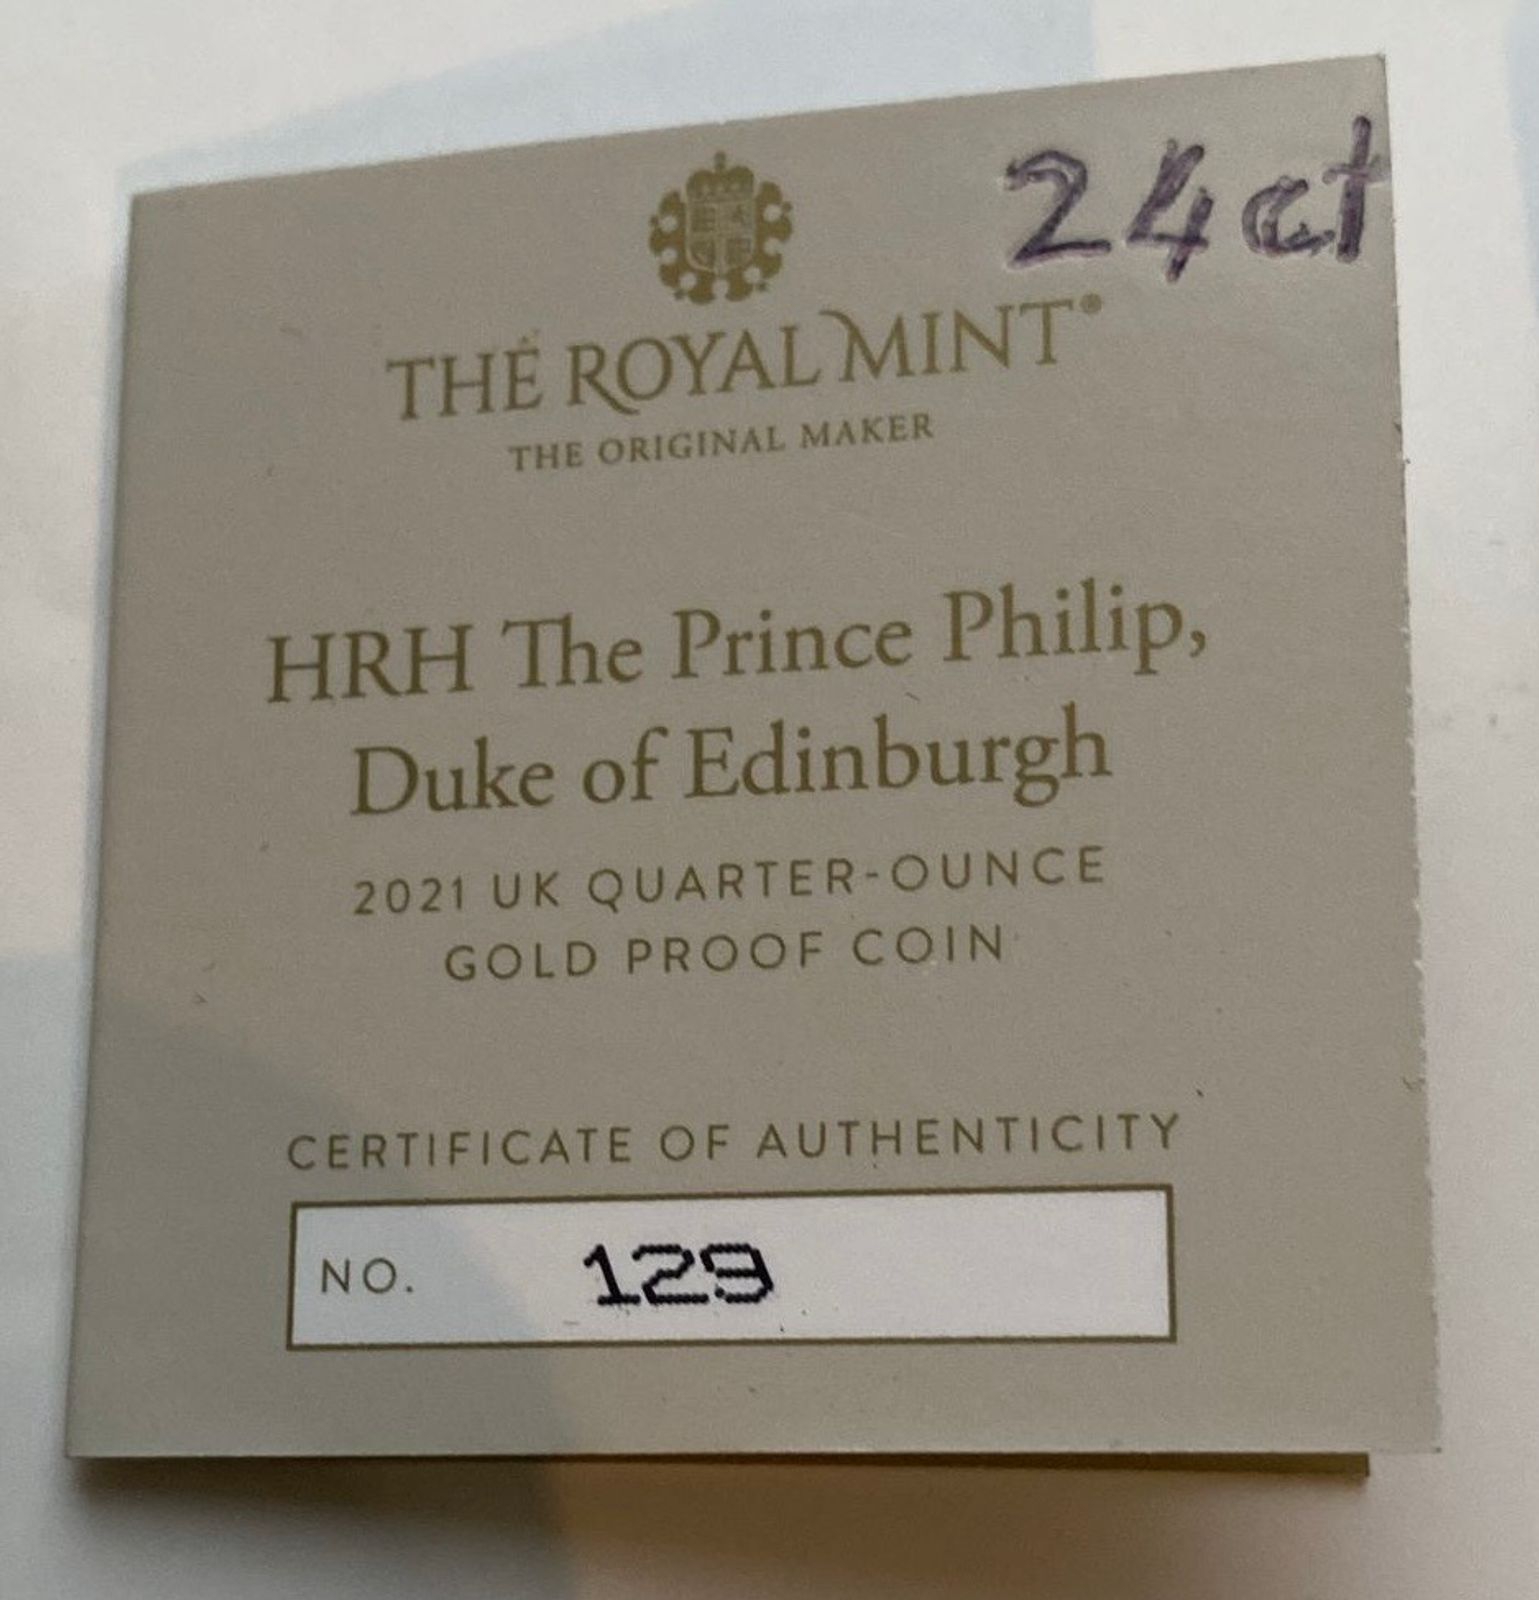 24ct
THE ROYAL MINT®
THE ORIGINAL MAKER
HRH The Prince Philip,
Duke of Edinburgh
2021 UK QUARTER-OUNCE
GOLD PROOF COIN
CERTIFICATE OF AUTHENTICITY
NO. 129